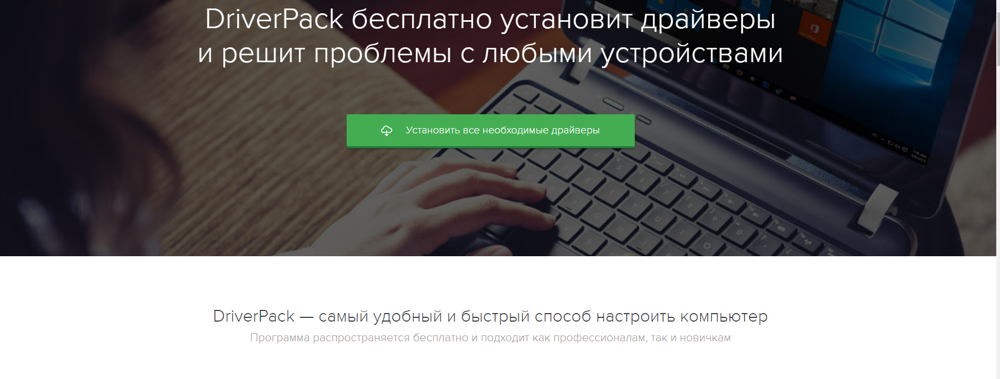 DriverPack бесплатно установит драйверы
и решит проблемы с любыми устройствами
Установить все необходимые драйверы
DriverPack — самый удобный и быстрый способ настроить компьютер
Программа распространяется бесплатно и подходит как профессионалам, так и новичкам